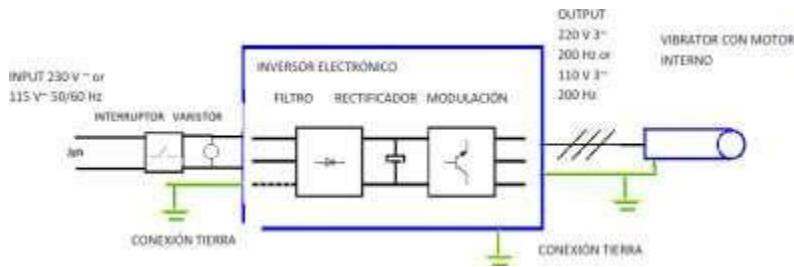 OUTPUT
220 V 3~
200 Hz or
110 V 3~
200 Hz
VIBRATOR CON MOTOR
INTERNO
INVERSOR ELECTRÓNICO
INPUT 230 V ~ or
115 V~ 50/60 Hz
FILTRO RECTIFICADOR MODULACIÓN
INTERRUPTOR VARISTOR
CONEXIÓN TIERRA
CONEXIÓN TIERRA